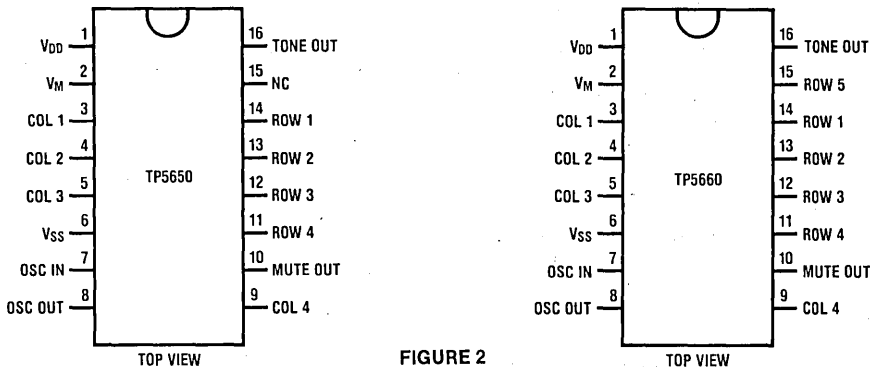 1 16
VDD TONE OUT
2 15
VM NC
3 14
COL 1 ROW 1
4 13
COL 2 ROW 2
TP5650
5 12
COL 3 ROW 3
6 11
VSS ROW 4
7 10
OSC IN MUTE OUT
8 9
OSC OUT COL 4
TOP VIEW
1 16
VDD TONE OUT
2 15
VM ROW 5
3 14
COL 1 ROW 1
4 13
COL 2 ROW 2
TP5660
5 12
COL 3 ROW 3
6 11
VSS ROW 4
7 10
OSC IN MUTE OUT
8 9
OSC OUT COL 4
TOP VIEW
FIGURE 2